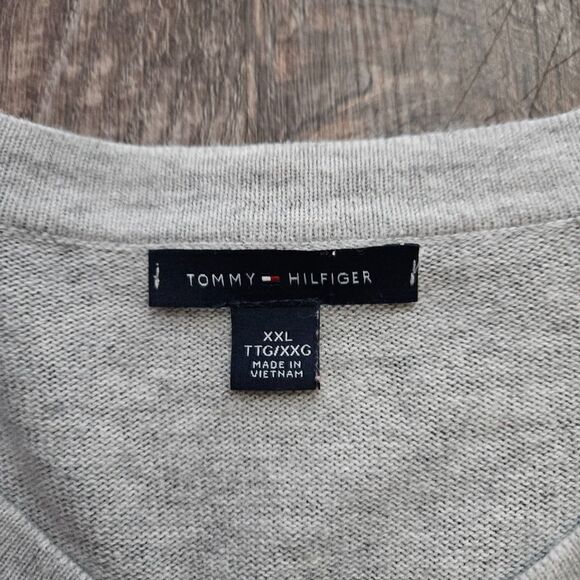 TOMMY HILFIGER
XXL
TTG/XXG
MADE IN
VIETNAM